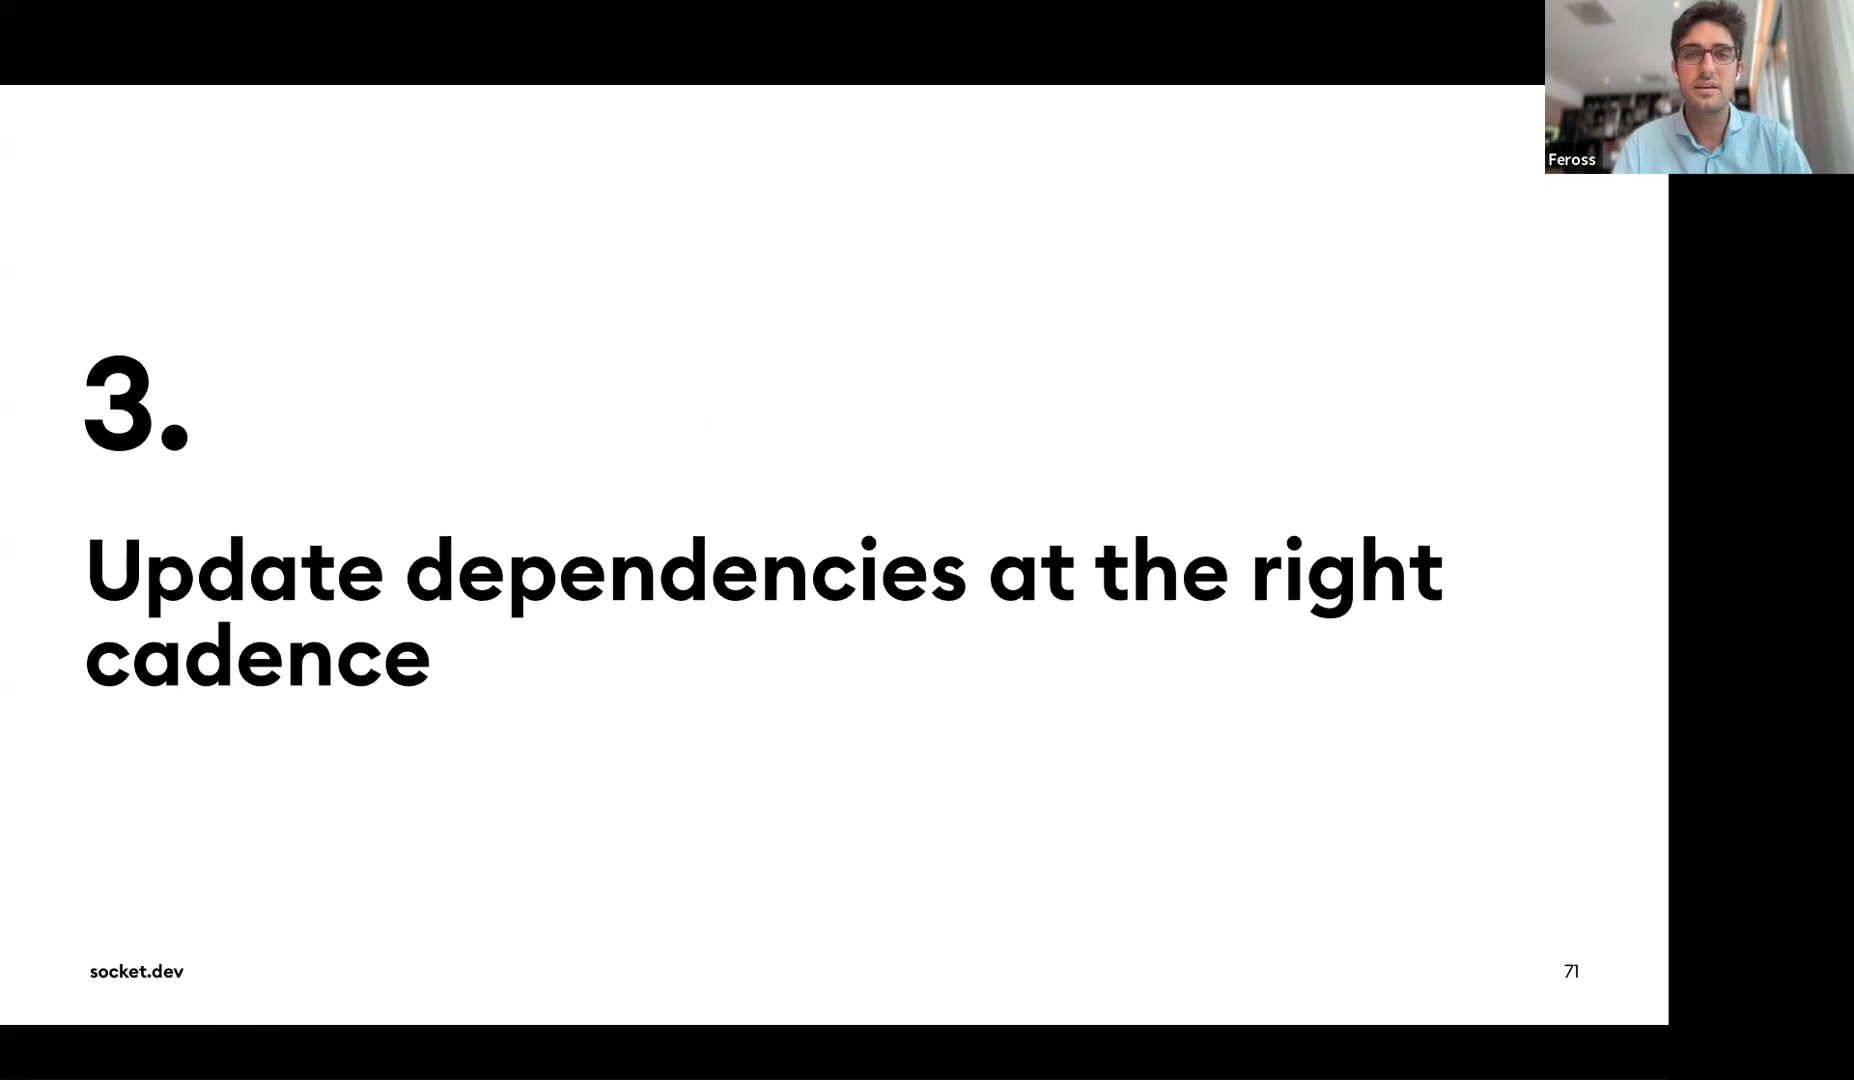 Feross
3.
Update dependencies at the right
cadence
socket.dev
71